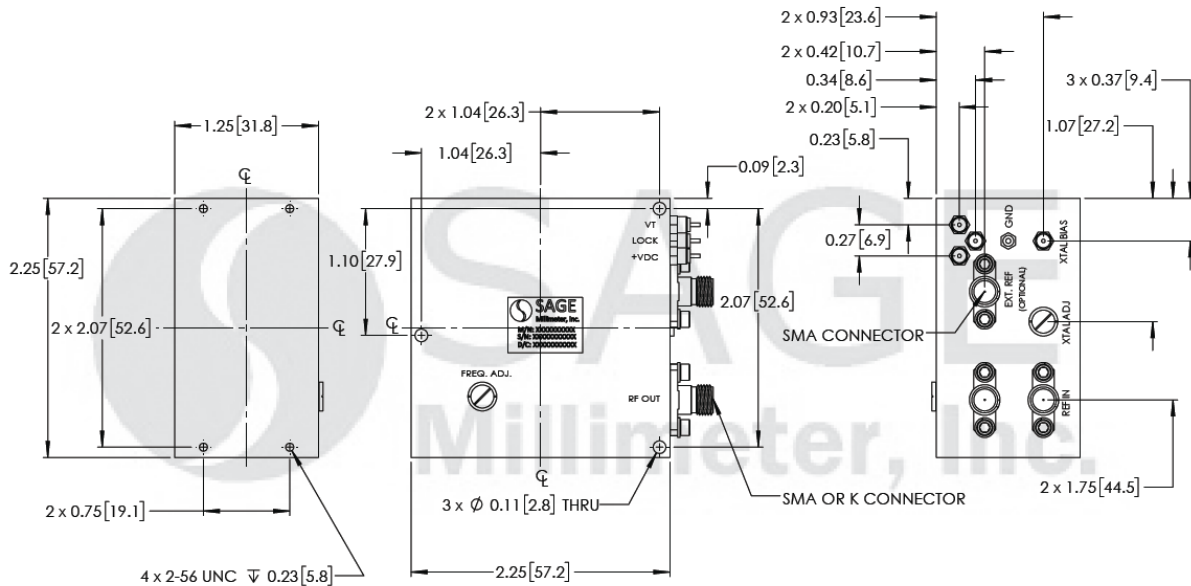 2 x 0.93 [23.6]
2 x 0.42 [10.7]
0.34 [8.6]
3 x 0.37 [9.4]
2 x 0.20 [5.1]
1.07 [27.2]
0.23 [5.8]
2 x 1.04 [26.3]
1.04 [26.3]
0.09 [2.3]
1.25 [31.8]
℄
2.25 [57.2]
2 x 2.07 [52.6]
℄
2 x 0.75 [19.1]
4 x 2-56 UNC ↧ 0.23 [5.8]
1.10 [27.9]
℄
VT
LOCK
+VDC
SAGE
Millimeter, Inc.
M/N: XXXXXXXXXX
S/N: XXXXXXXXXXX
D/C: XXXXXXXXXXX
FREQ. ADJ.
RF OUT
2.07 [52.6]
℄
3 x Ø 0.11 [2.8] THRU
2.25 [57.2]
SMA OR K CONNECTOR
0.27 [6.9]
GND
XTAL BIAS
EXT. REF
(OPTIONAL)
XTAL ADJ
SMA CONNECTOR
REF IN
2 x 1.75 [44.5]
SAGE
Millimeter, Inc.